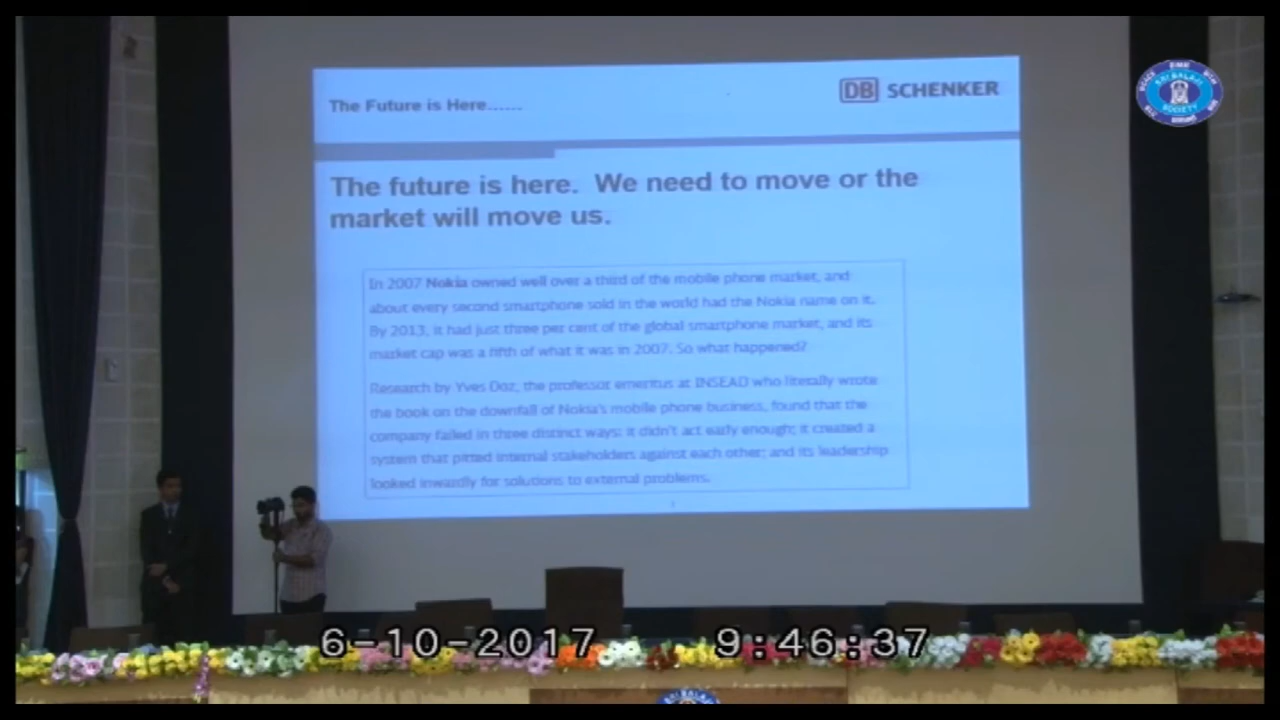 The Future is Here......
DB SCHENKER
The future is here. We need to move or the
market will move us.
In 2007 Nokia owned well over a third of the mobile phone market, and
about every second smartphone sold in the world had the Nokia name on it.
By 2013, it had just three per cent of the global smartphone market, and its
market cap was a fifth of what it was in 2007. So what happened?
Research by Yves Doz, the professor emeritus at INSEAD who literally wrote
the book on the downfall of Nokia's mobile phone business, found that the
company failed in three distinct ways: it didn't act early enough; it created a
system that pitted internal stakeholders against each other; and its leadership
looked inwardly for solutions to external problems.
SRI BALAJI
SOCIETY
6-10-2017 9:46:37
SRI BALAJI